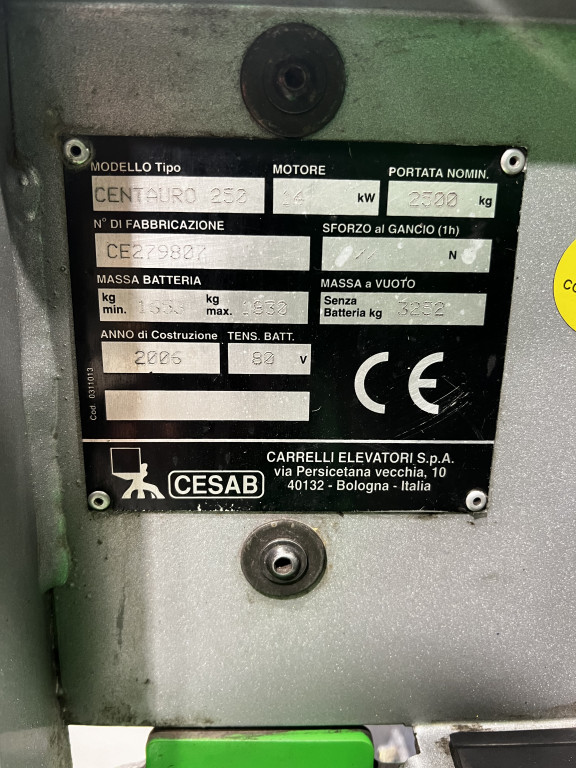 MODELLO Tipo MOTORE PORTATA NOMIN.
CENTAURO 250 14 kW 2500 kg
N° DI FABBRICAZIONE SFORZO al GANCIO (1h)
CE279807 // N
MASSA BATTERIA MASSA a VUOTO
kg min. kg max. 1630 Senza Batteria kg 3252
ANNO di Costruzione TENS. BATT.
2006 80 V
Cod. 0311013
CE
CARRELLI ELEVATORI S.p.A.
via Persicetana vecchia, 10
CESAB 40132 - Bologna - Italia